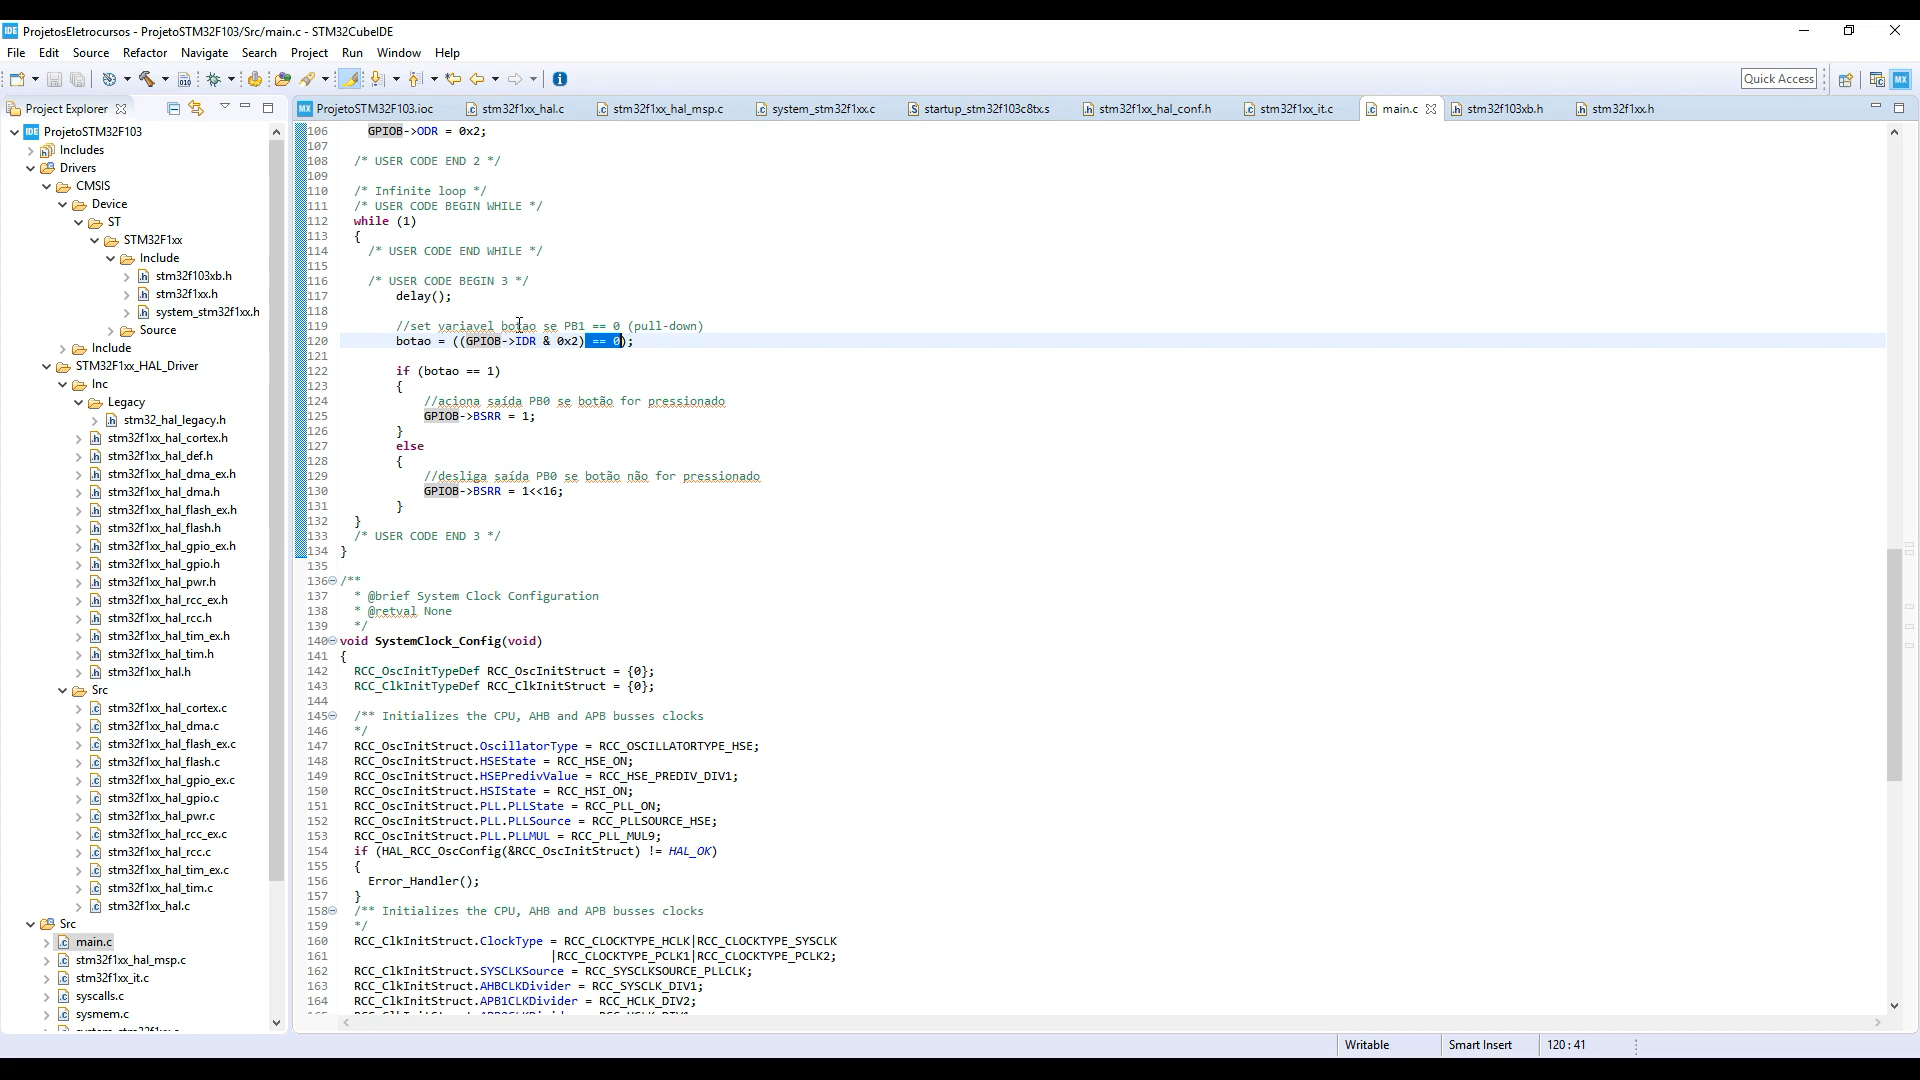 IDE ProjetosEletrocursos - ProjetoSTM32F103/Src/main.c - STM32CubeIDE
File Edit Source Refactor Navigate Search Project Run Window Help
Quick Access
Project Explorer
ProjetoSTM32F103.ioc stm32f1xx_hal.c stm32f1xx_hal_msp.c system_stm32f1xx.c startup_stm32f103c8tx.s stm32f1xx_hal_conf.h stm32f1xx_it.c main.c stm32f103xb.h stm32f1xx.h
IDE ProjetoSTM32F103
Includes
Drivers
CMSIS
Device
ST
STM32F1xx
Include
stm32f103xb.h
stm32f1xx.h
system_stm32f1xx.h
Source
Include
STM32F1xx_HAL_Driver
Inc
Legacy
stm32_hal_legacy.h
stm32f1xx_hal_cortex.h
stm32f1xx_hal_def.h
stm32f1xx_hal_dma_ex.h
stm32f1xx_hal_dma.h
stm32f1xx_hal_flash_ex.h
stm32f1xx_hal_flash.h
stm32f1xx_hal_gpio_ex.h
stm32f1xx_hal_gpio.h
stm32f1xx_hal_pwr.h
stm32f1xx_hal_rcc_ex.h
stm32f1xx_hal_rcc.h
stm32f1xx_hal_tim_ex.h
stm32f1xx_hal_tim.h
stm32f1xx_hal.h
Src
stm32f1xx_hal_cortex.c
stm32f1xx_hal_dma.c
stm32f1xx_hal_flash_ex.c
stm32f1xx_hal_flash.c
stm32f1xx_hal_gpio_ex.c
stm32f1xx_hal_gpio.c
stm32f1xx_hal_pwr.c
stm32f1xx_hal_rcc_ex.c
stm32f1xx_hal_rcc.c
stm32f1xx_hal_tim_ex.c
stm32f1xx_hal_tim.c
stm32f1xx_hal.c
Src
main.c
stm32f1xx_hal_msp.c
stm32f1xx_it.c
syscalls.c
sysmem.c
106 GPIOB->ODR = 0x2;
107
108 /* USER CODE END 2 */
109
110 /* Infinite loop */
111 /* USER CODE BEGIN WHILE */
112 while (1)
113 {
114 /* USER CODE END WHILE */
115
116 /* USER CODE BEGIN 3 */
117 delay();
118
119 //set variavel botao se PB1 == 0 (pull-down)
120 botao = ((GPIOB->IDR & 0x2) == 0);
121
122 if (botao == 1)
123 {
124 //aciona saída PB0 se botão for pressionado
125 GPIOB->BSRR = 1;
126 }
127 else
128 {
129 //desliga saída PB0 se botão não for pressionado
130 GPIOB->BSRR = 1<<16;
131 }
132 }
133 /* USER CODE END 3 */
134 }
135
136 /**
137 * @brief System Clock Configuration
138 * @retval None
139 */
140 void SystemClock_Config(void)
141 {
142 RCC_OscInitTypeDef RCC_OscInitStruct = {0};
143 RCC_ClkInitTypeDef RCC_ClkInitStruct = {0};
144
145 /** Initializes the CPU, AHB and APB busses clocks
146 */
147 RCC_OscInitStruct.OscillatorType = RCC_OSCILLATORTYPE_HSE;
148 RCC_OscInitStruct.HSEState = RCC_HSE_ON;
149 RCC_OscInitStruct.HSEPredivValue = RCC_HSE_PREDIV_DIV1;
150 RCC_OscInitStruct.HSIState = RCC_HSI_ON;
151 RCC_OscInitStruct.PLL.PLLState = RCC_PLL_ON;
152 RCC_OscInitStruct.PLL.PLLSource = RCC_PLLSOURCE_HSE;
153 RCC_OscInitStruct.PLL.PLLMUL = RCC_PLL_MUL9;
154 if (HAL_RCC_OscConfig(&RCC_OscInitStruct) != HAL_OK)
155 {
156 Error_Handler();
157 }
158 /** Initializes the CPU, AHB and APB busses clocks
159 */
160 RCC_ClkInitStruct.ClockType = RCC_CLOCKTYPE_HCLK|RCC_CLOCKTYPE_SYSCLK
161 |RCC_CLOCKTYPE_PCLK1|RCC_CLOCKTYPE_PCLK2;
162 RCC_ClkInitStruct.SYSCLKSource = RCC_SYSCLKSOURCE_PLLCLK;
163 RCC_ClkInitStruct.AHBCLKDivider = RCC_SYSCLK_DIV1;
164 RCC_ClkInitStruct.APB1CLKDivider = RCC_HCLK_DIV2;
Writable Smart Insert 120 : 41